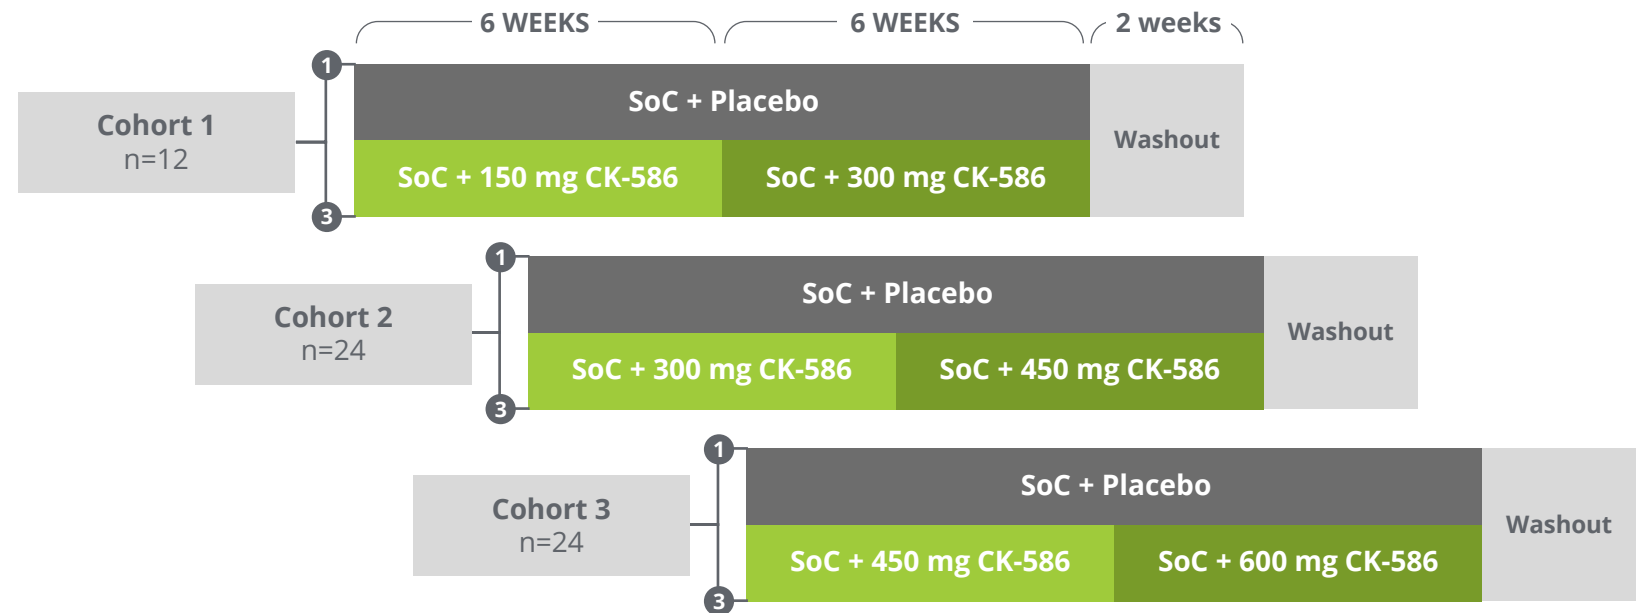 6 WEEKS 6 WEEKS 2 weeks
1
SoC + Placebo
Cohort 1
n=12
Washout
SoC + 150 mg CK-586 SoC + 300 mg CK-586
3
1
SoC + Placebo
Cohort 2
n=24
Washout
SoC + 300 mg CK-586 SoC + 450 mg CK-586
3
1
SoC + Placebo
Cohort 3
n=24
Washout
SoC + 450 mg CK-586 SoC + 600 mg CK-586
3